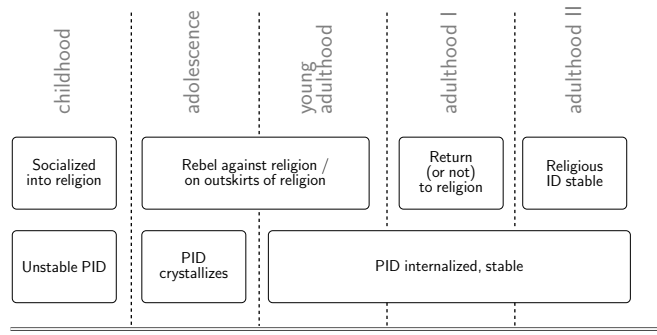 childhood
adolescence
young
adulthood
adulthood I
adulthood II
Socialized
into religion
Rebel against religion /
on outskirts of religion
Return
(or not)
to religion
Religious
ID stable
Unstable PID
PID
crystallizes
PID internalized, stable